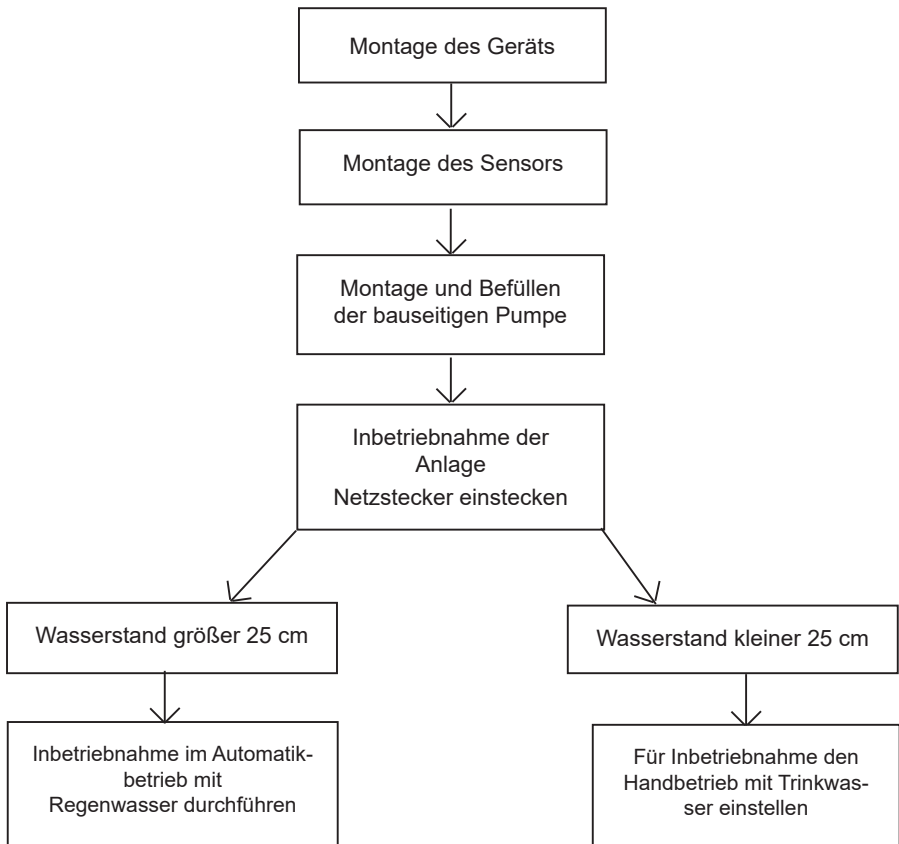 Montage des Geräts
Montage des Sensors
Montage und Befüllen
der bauseitigen Pumpe
Inbetriebnahme der
Anlage
Netzstecker einstecken
Wasserstand größer 25 cm
Wasserstand kleiner 25 cm
Inbetriebnahme im Automatik-
betrieb mit
Regenwasser durchführen
Für Inbetriebnahme den
Handbetrieb mit Trinkwas-
ser einstellen